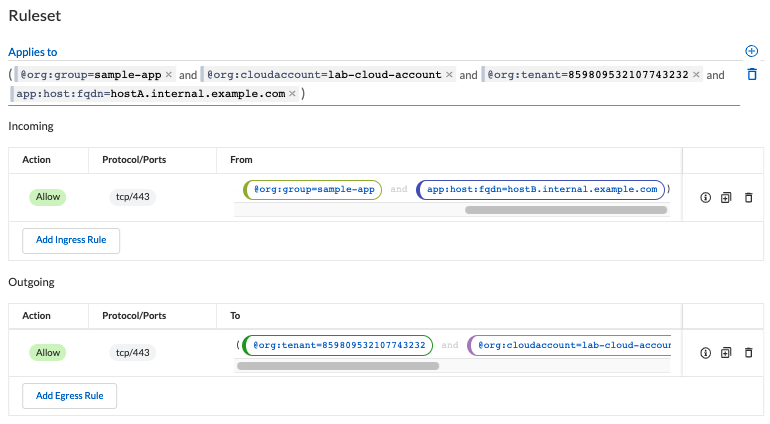 Ruleset
Applies to
( @org:group=sample-app × and @org:cloudaccount=lab-cloud-account × and @org:tenant=859809532107743232 × and
app:host:fqdn=hostA.internal.example.com × )
Incoming
Action Protocol/Ports From
Allow tcp/443 @org:group=sample-app and app:host:fqdn=hostB.internal.example.com )
Add Ingress Rule
Outgoing
Action Protocol/Ports To
Allow tcp/443 ( @org:tenant=859809532107743232 and @org:cloudaccount=lab-cloud-accour
Add Egress Rule